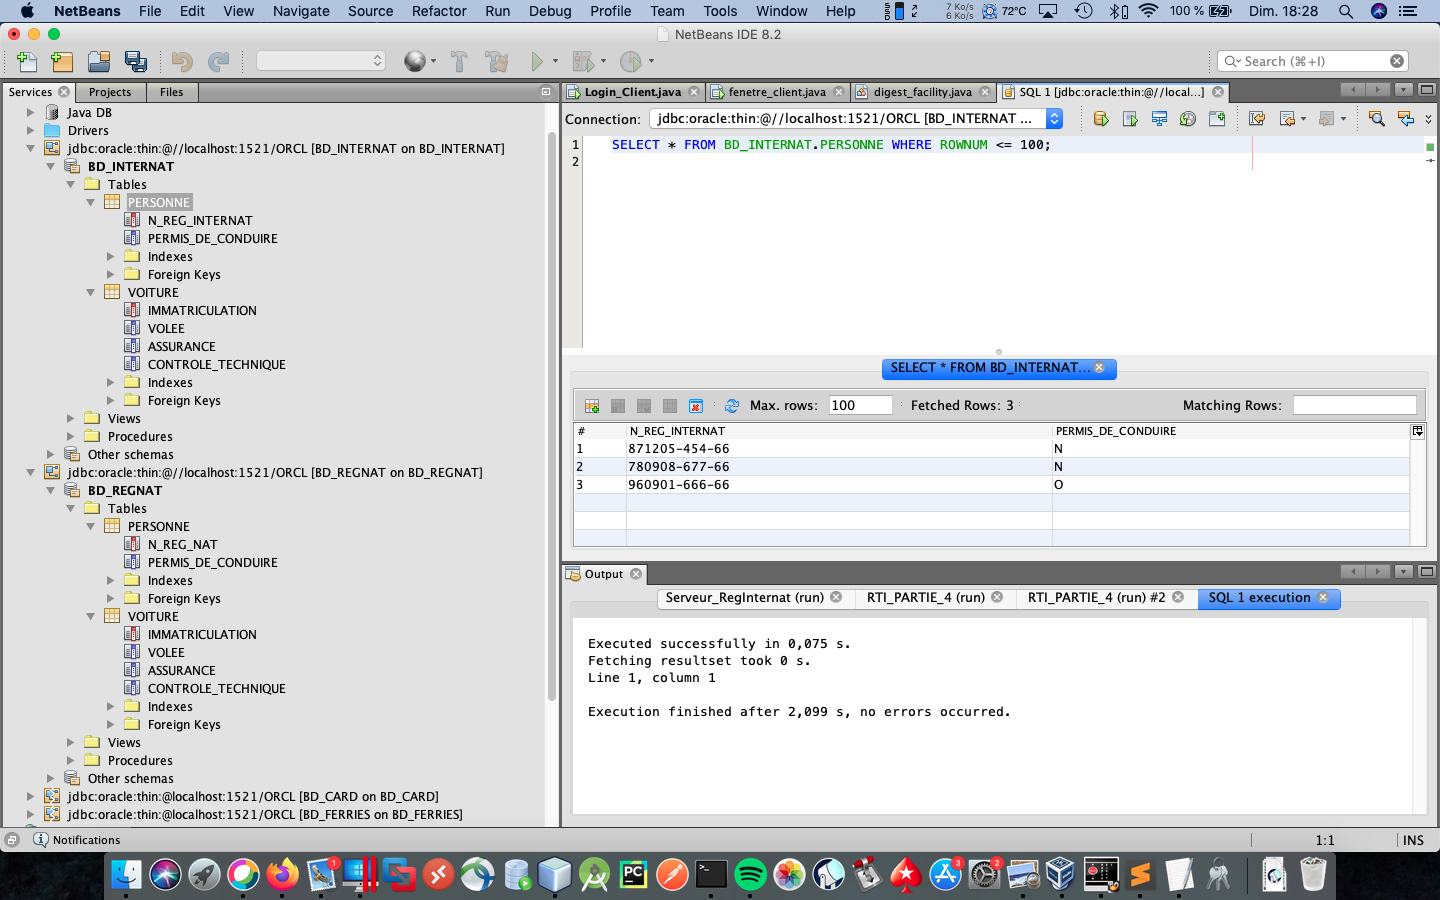 NetBeans File Edit View Navigate Source Refactor Run Debug Profile Team Tools Window Help 7 Ko/s 6 Ko/s 72°C 100 % Dim. 18:28
NetBeans IDE 8.2
Search (⌘+I)
Services Projects Files
Java DB
Drivers
jdbc:oracle:thin:@//localhost:1521/ORCL [BD_INTERNAT on BD_INTERNAT]
BD_INTERNAT
Tables
PERSONNE
N_REG_INTERNAT
PERMIS_DE_CONDUIRE
Indexes
Foreign Keys
VOITURE
IMMATRICULATION
VOLEE
ASSURANCE
CONTROLE_TECHNIQUE
Indexes
Foreign Keys
Views
Procedures
Other schemas
jdbc:oracle:thin:@//localhost:1521/ORCL [BD_REGNAT on BD_REGNAT]
BD_REGNAT
Tables
PERSONNE
N_REG_NAT
PERMIS_DE_CONDUIRE
Indexes
Foreign Keys
VOITURE
IMMATRICULATION
VOLEE
ASSURANCE
CONTROLE_TECHNIQUE
Indexes
Foreign Keys
Views
Procedures
Other schemas
jdbc:oracle:thin:@localhost:1521/ORCL [BD_CARD on BD_CARD]
jdbc:oracle:thin:@localhost:1521/ORCL [BD_FERRIES on BD_FERRIES]
Login_Client.java fenetre_client.java digest_facility.java SQL 1 [jdbc:oracle:thin:@//local...]
Connection: jdbc:oracle:thin:@//localhost:1521/ORCL [BD_INTERNAT ...
1 SELECT * FROM BD_INTERNAT.PERSONNE WHERE ROWNUM <= 100;
2
SELECT * FROM BD_INTERNAT...
Max. rows: 100 Fetched Rows: 3 Matching Rows:
# N_REG_INTERNAT PERMIS_DE_CONDUIRE
1 871205-454-66 N
2 780908-677-66 N
3 960901-666-66 O
Output
Serveur_RegInternat (run) RTI_PARTIE_4 (run) RTI_PARTIE_4 (run) #2 SQL 1 execution
Executed successfully in 0,075 s.
Fetching resultset took 0 s.
Line 1, column 1
Execution finished after 2,099 s, no errors occurred.
Notifications 1:1 INS
1 PC 3 2